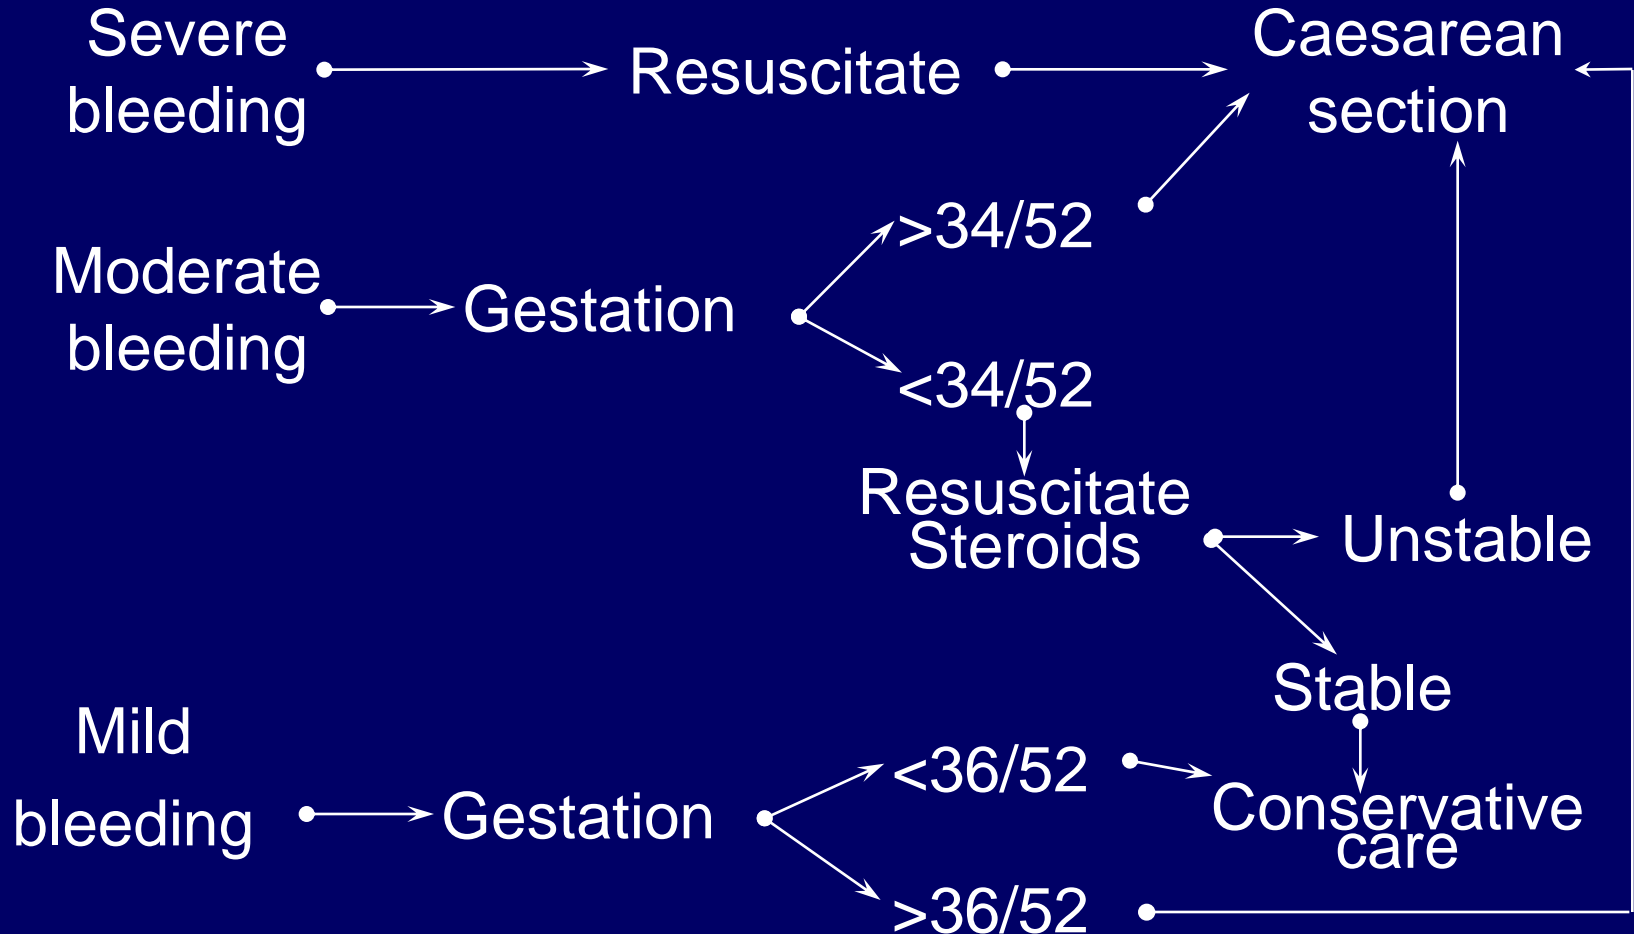 Severe
bleeding
Resuscitate
Caesarean
section
Moderate
bleeding
Gestation
>34/52
<34/52
Resuscitate
Steroids
Unstable
Stable
Mild
bleeding
Gestation
<36/52
Conservative
care
>36/52